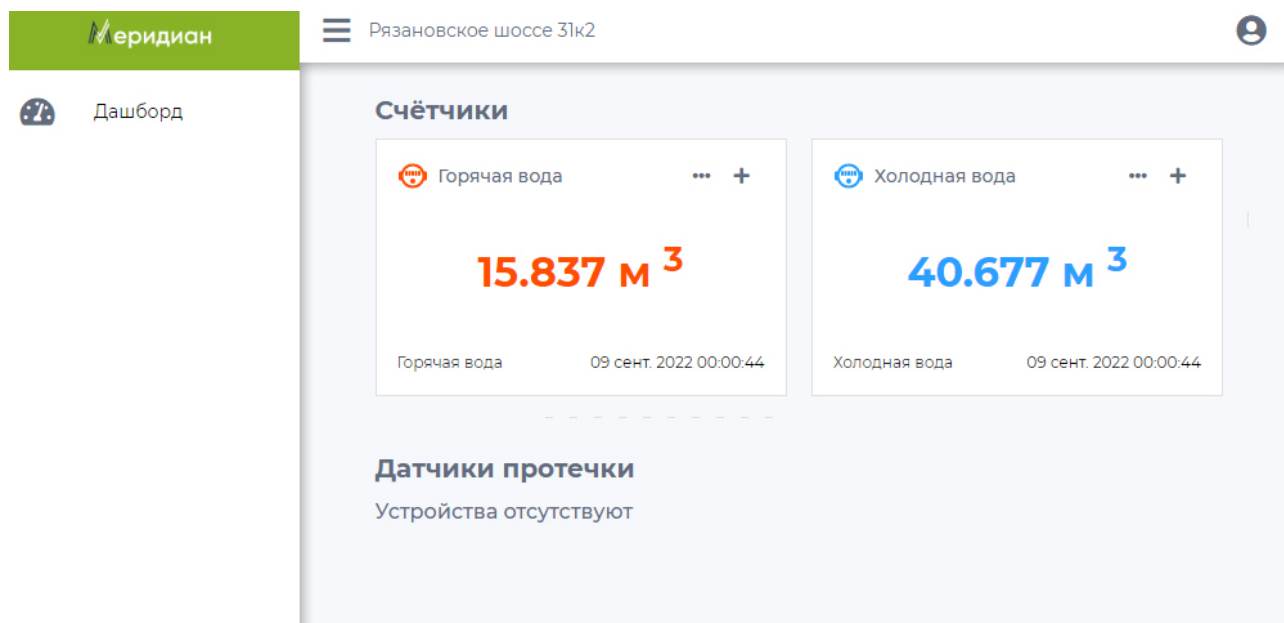 Меридиан
Рязановское шоссе 31к2
Дашборд
Счётчики
Горячая вода
15.837 м 3
Горячая вода 09 сент. 2022 00:00:44
Холодная вода
40.677 м 3
Холодная вода 09 сент. 2022 00:00:44
Датчики протечки
Устройства отсутствуют